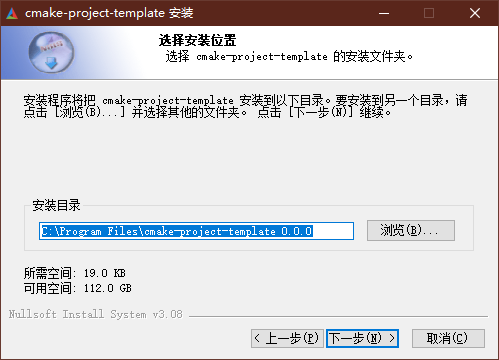 cmake-project-template 安装
选择安装位置
选择 cmake-project-template 的安装文件夹。
安装程序将把 cmake-project-template 安装到以下目录。要安装到另一个目录，请
点击 [浏览(B)...] 并选择其他的文件夹。 点击 [下一步(N)] 继续。
安装目录
C:\Program Files\cmake-project-template 0.0.0
浏览(B)...
所需空间: 19.0 KB
可用空间: 112.0 GB
Nullsoft Install System v3.08
< 上一步(P)
下一步(N) >
取消(C)